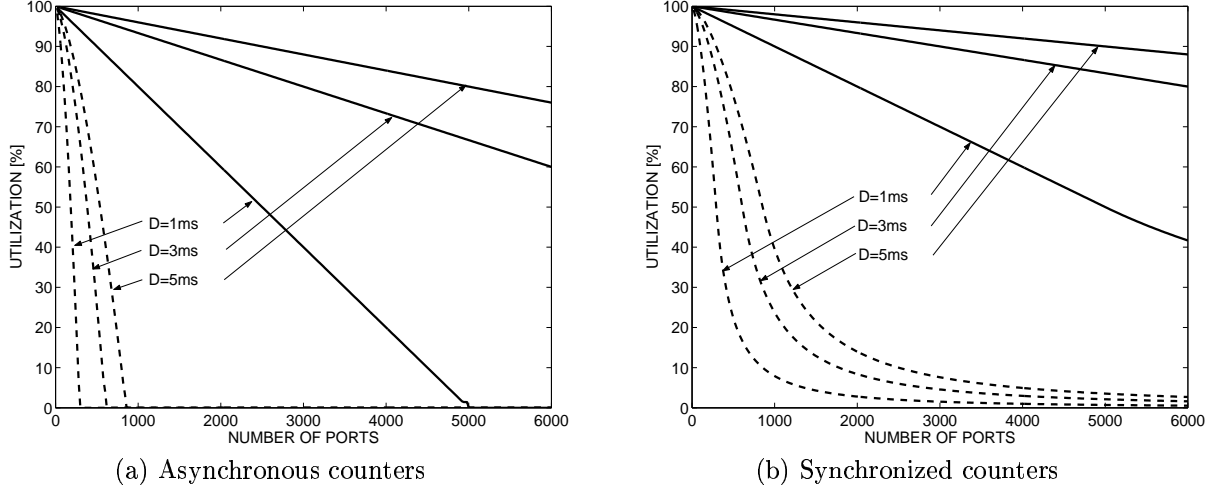 100
90
80
70
60
50
40
30
20
10
0
UTILIZATION [%]
D=1ms
D=3ms
D=5ms
0 1000 2000 3000 4000 5000 6000
NUMBER OF PORTS
(a) Asynchronous counters
100
90
80
70
60
50
40
30
20
10
0
UTILIZATION [%]
D=1ms
D=3ms
D=5ms
0 1000 2000 3000 4000 5000 6000
NUMBER OF PORTS
(b) Synchronized counters